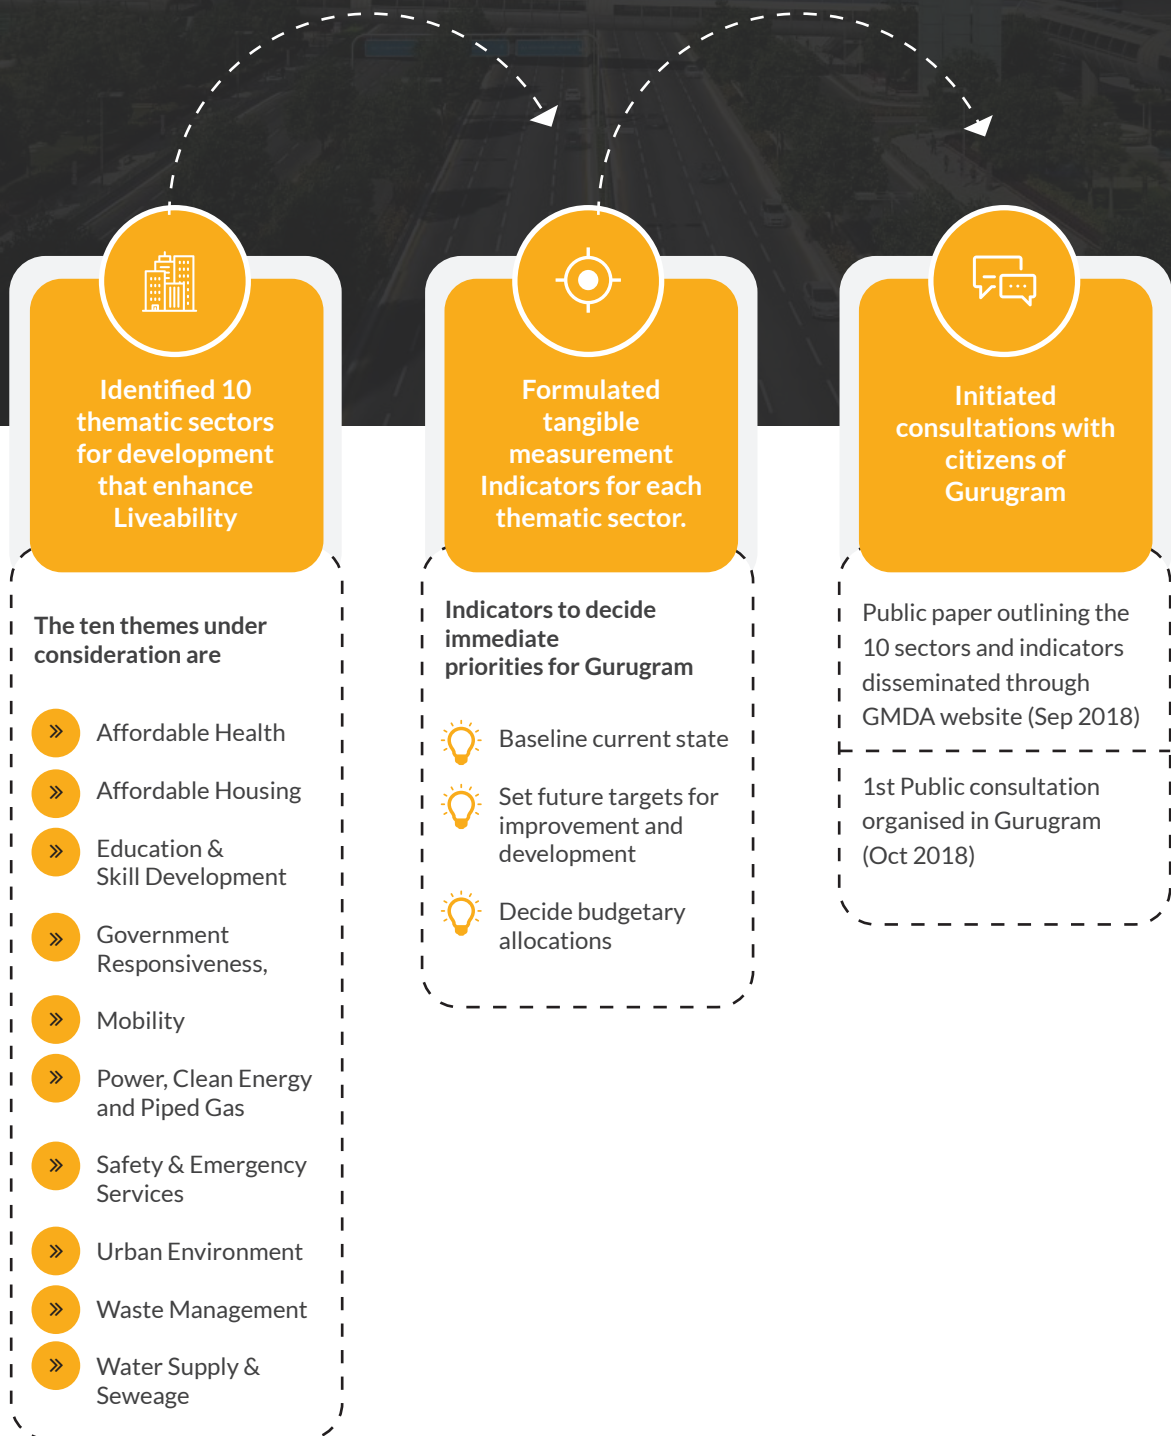 Identified 10
thematic sectors
for development
that enhance
Liveability
The ten themes under
consideration are
Affordable Health
Affordable Housing
Education &
Skill Development
Government
Responsiveness,
Mobility
Power, Clean Energy
and Piped Gas
Safety & Emergency
Services
Urban Environment
Waste Management
Water Supply &
Seweage
Formulated
tangible
measurement
Indicators for each
thematic sector.
Indicators to decide
immediate
priorities for Gurugram
Baseline current state
Set future targets for
improvement and
development
Decide budgetary
allocations
Initiated
consultations with
citizens of
Gurugram
Public paper outlining the
10 sectors and indicators
disseminated through
GMDA website (Sep 2018)
1st Public consultation
organised in Gurugram
(Oct 2018)